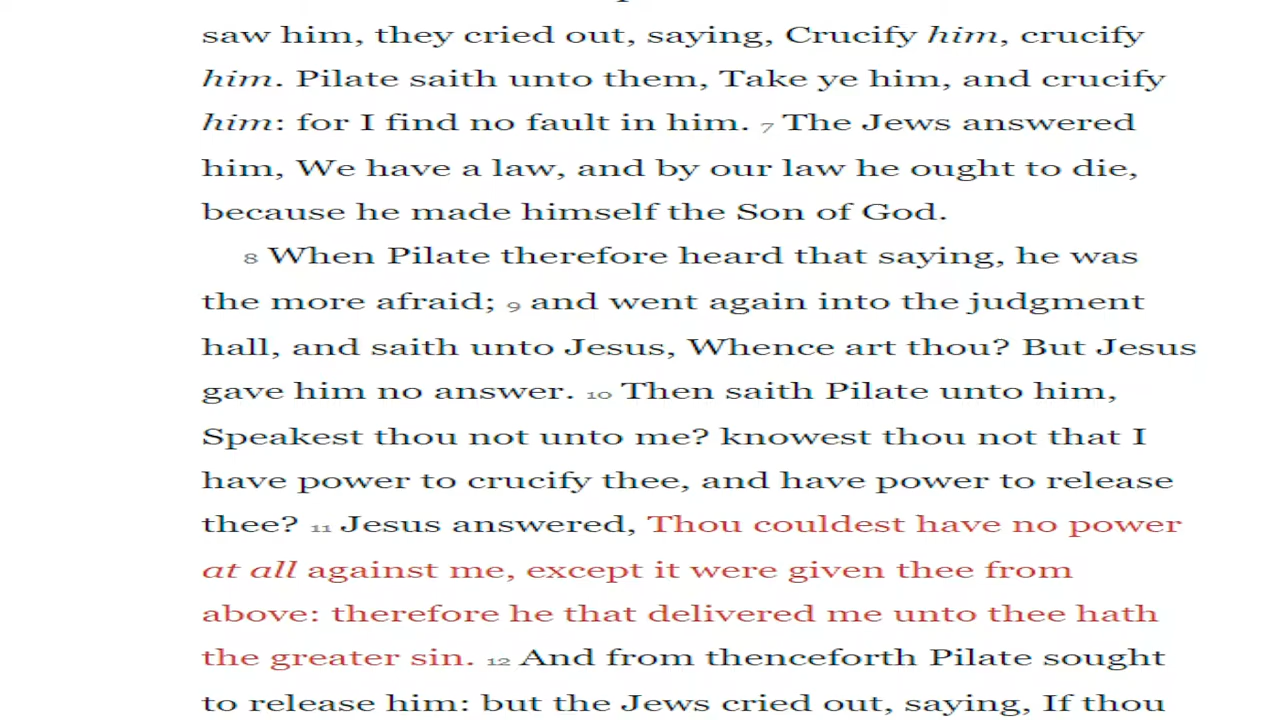 saw him, they cried out, saying, Crucify him, crucify
him. Pilate saith unto them, Take ye him, and crucify
him: for I find no fault in him. 7 The Jews answered
him, We have a law, and by our law he ought to die,
because he made himself the Son of God.
8 When Pilate therefore heard that saying, he was
the more afraid; 9 and went again into the judgment
hall, and saith unto Jesus, Whence art thou? But Jesus
gave him no answer. 10 Then saith Pilate unto him,
Speakest thou not unto me? knowest thou not that I
have power to crucify thee, and have power to release
thee? 11 Jesus answered, Thou couldest have no power
at all against me, except it were given thee from
above: therefore he that delivered me unto thee hath
the greater sin. 12 And from thenceforth Pilate sought
to release him: but the Jews cried out, saying, If thou